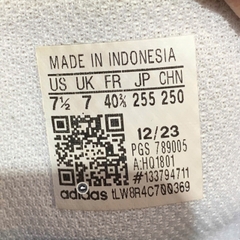 MADE IN INDONESIA
US UK FR JP CHN
7½ 7 40⅔ 255 250
12/23
PGS 789005
A:HQ1801
#133794711
adidas tLW8R4C700369